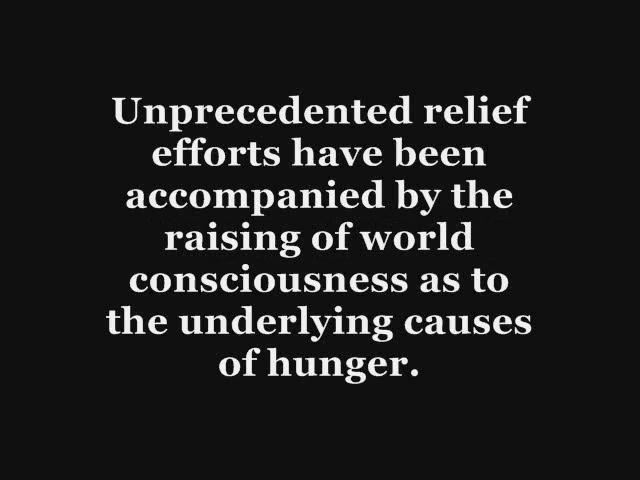 Unprecedented relief
efforts have been
accompanied by the
raising of world
consciousness as to
the underlying causes
of hunger.